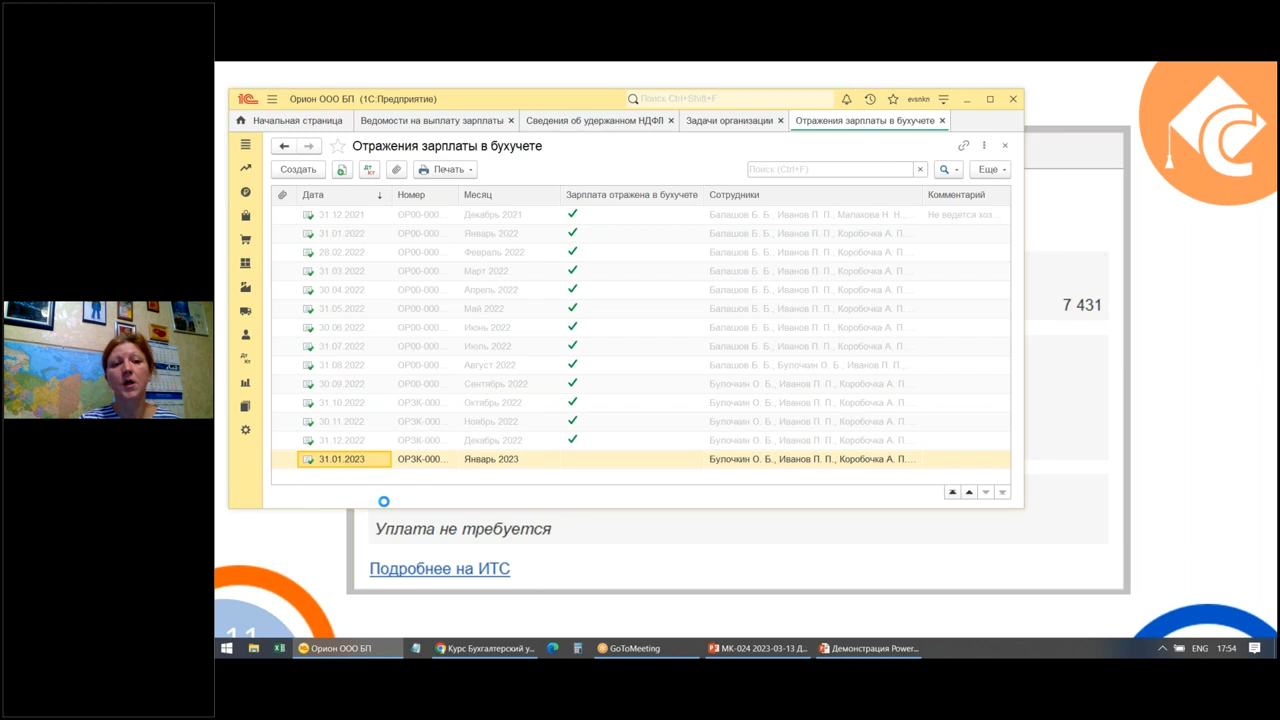 1С Орион ООО БП (1С:Предприятие) Поиск Ctrl+Shift+F evsnkn
Начальная страница Ведомости на выплату зарплаты Сведения об удержанном НДФЛ Задачи организации Отражения зарплаты в бухучете
Отражения зарплаты в бухучете
Создать Печать Поиск (Ctrl+F) Еще
Дата Номер Месяц Зарплата отражена в бухучете Сотрудники Комментарий
31.12.2021 ОР00-000... Декабрь 2021 Балашов Б. Б., Иванов П. П., Малахова Н. Н.... Не ведется хоз...
31.01.2022 ОР00-000... Январь 2022 Балашов Б. Б., Иванов П. П., Коробочка А. П....
28.02.2022 ОР00-000... Февраль 2022 Балашов Б. Б., Иванов П. П., Коробочка А. П....
31.03.2022 ОР00-000... Март 2022 Балашов Б. Б., Иванов П. П., Коробочка А. П....
30.04.2022 ОР00-000... Апрель 2022 Балашов Б. Б., Иванов П. П., Коробочка А. П....
31.05.2022 ОР00-000... Май 2022 Балашов Б. Б., Иванов П. П., Коробочка А. П....
30.06.2022 ОР00-000... Июнь 2022 Балашов Б. Б., Иванов П. П., Коробочка А. П....
31.07.2022 ОР00-000... Июль 2022 Балашов Б. Б., Иванов П. П., Коробочка А. П....
31.08.2022 ОР00-000... Август 2022 Балашов Б. Б., Булочкин О. Б., Иванов П. П....
30.09.2022 ОР00-000... Сентябрь 2022 Булочкин О. Б., Иванов П. П., Коробочка А. П....
31.10.2022 ОРЗК-000... Октябрь 2022 Булочкин О. Б., Иванов П. П., Коробочка А. П....
30.11.2022 ОРЗК-000... Ноябрь 2022 Булочкин О. Б., Иванов П. П., Коробочка А. П....
31.12.2022 ОРЗК-000... Декабрь 2022 Булочкин О. Б., Иванов П. П., Коробочка А. П....
31.01.2023 ОРЗК-000... Январь 2023 Булочкин О. Б., Иванов П. П., Коробочка А. П....
7 431
Уплата не требуется
Подробнее на ИТС
11
Орион ООО БП Курс Бухгалтерский у... GoToMeeting МК-024 2023-03-13 Д... Демонстрация Power... ENG 17:54